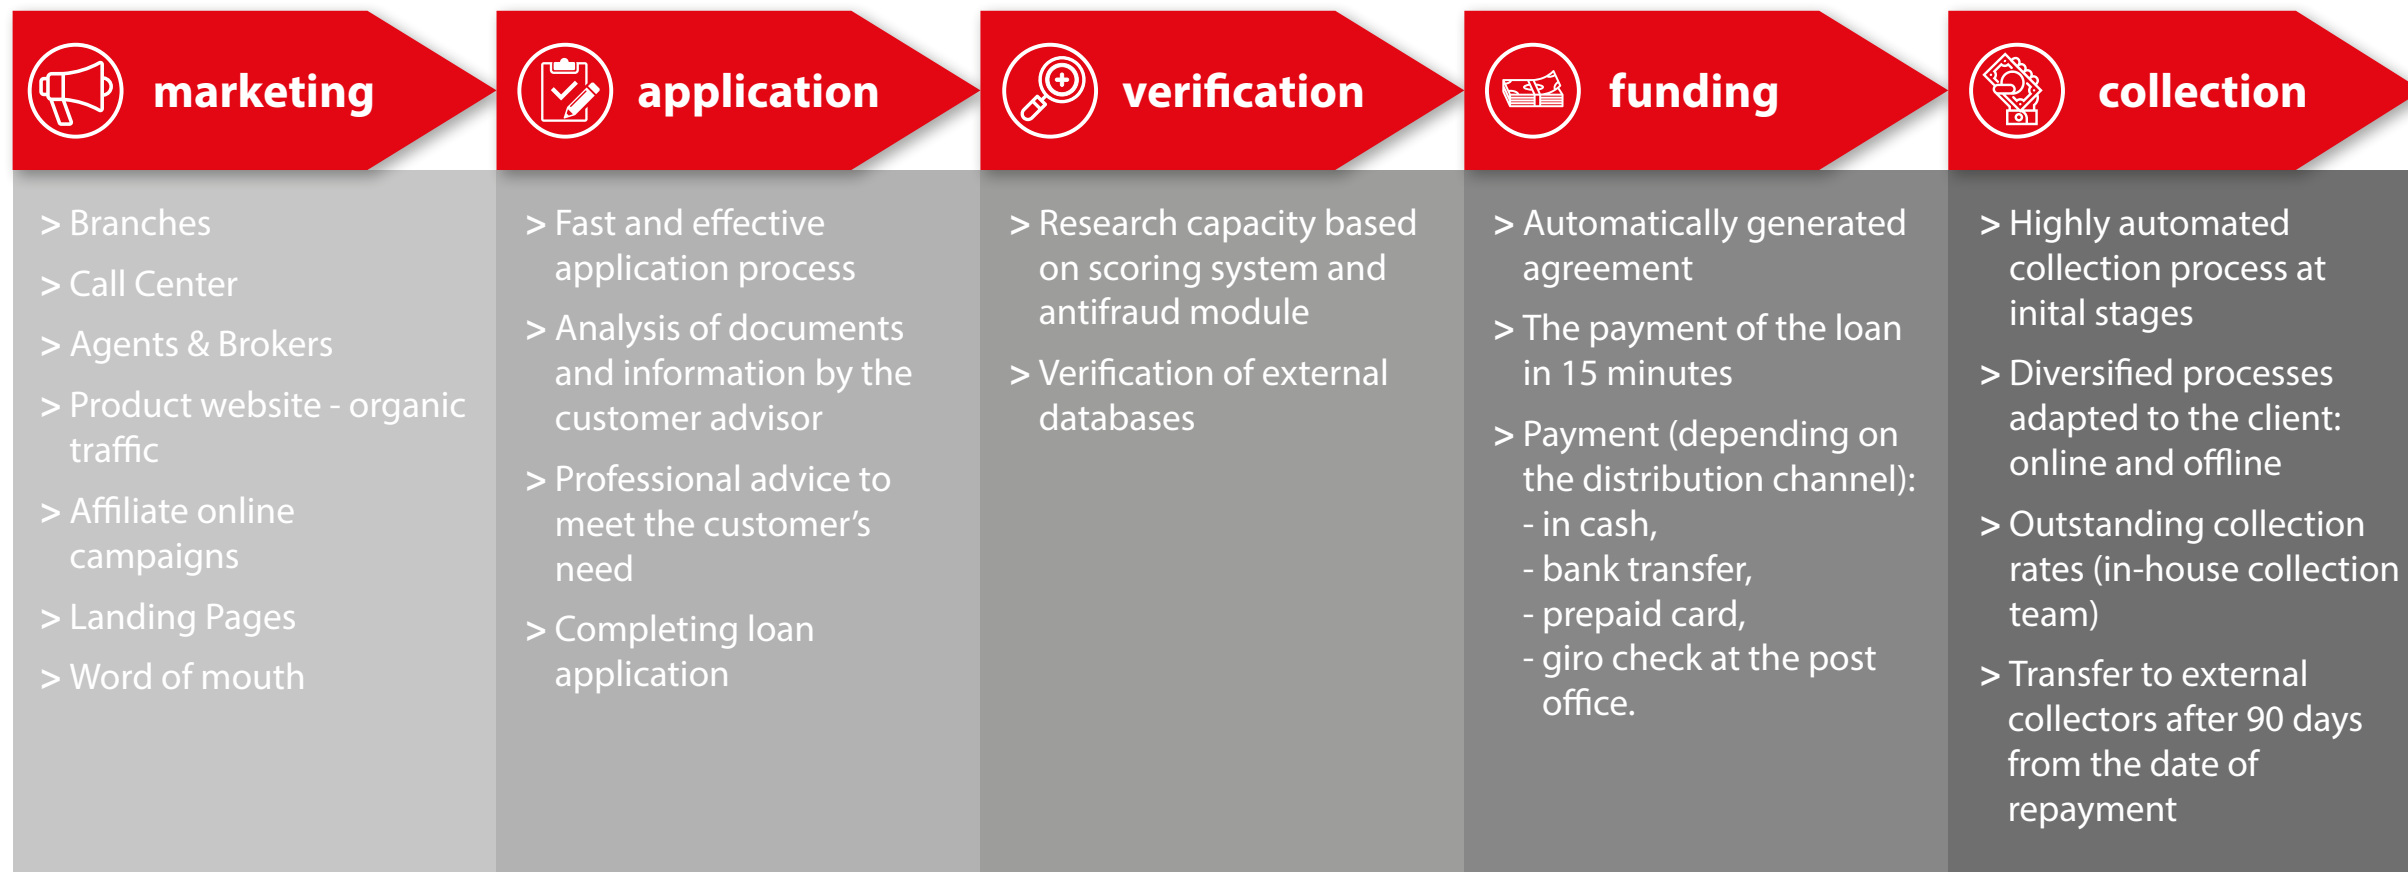 marketing
> Branches
> Call Center
> Agents & Brokers
> Product website - organic
traffic
> Affiliate online
campaigns
> Landing Pages
> Word of mouth
application
> Fast and effective
application process
> Analysis of documents
and information by the
customer advisor
> Professional advice to
meet the customer’s
need
> Completing loan
application
verification
> Research capacity based
on scoring system and
antifraud module
> Verification of external
databases
funding
> Automatically generated
agreement
> The payment of the loan
in 15 minutes
> Payment (depending on
the distribution channel):
- in cash,
- bank transfer,
- prepaid card,
- giro check at the post
office.
collection
> Highly automated
collection process at
inital stages
> Diversified processes
adapted to the client:
online and offline
> Outstanding collection
rates (in-house collection
team)
> Transfer to external
collectors after 90 days
from the date of
repayment